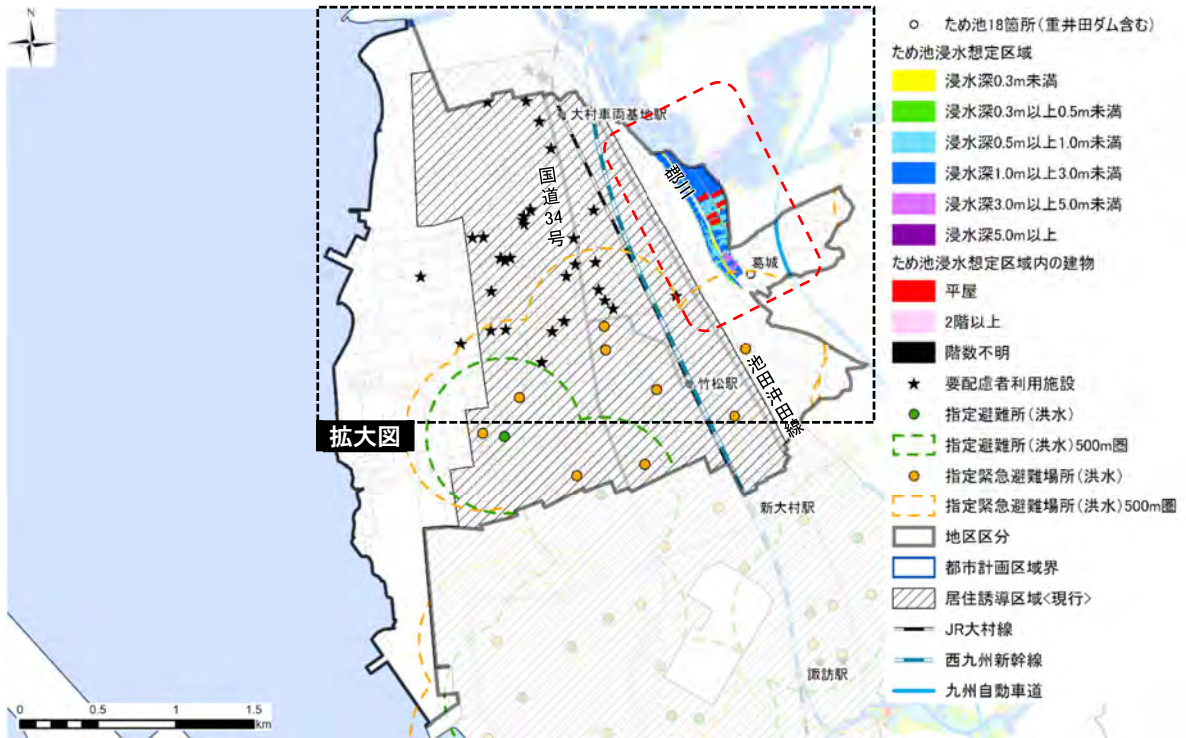 N
大村車両基地駅
国道34号
郡川
葛城
竹松駅
池田浜田線
拡大図
新大村駅
諏訪駅
0 0.5 1 1.5
km
ため池18箇所(重井田ダム含む)
ため池浸水想定区域
浸水深0.3m未満
浸水深0.3m以上0.5m未満
浸水深0.5m以上1.0m未満
浸水深1.0m以上3.0m未満
浸水深3.0m以上5.0m未満
浸水深5.0m以上
ため池浸水想定区域内の建物
平屋
2階以上
階数不明
要配慮者利用施設
指定避難所(洪水)
指定避難所(洪水)500m圏
指定緊急避難場所(洪水)
指定緊急避難場所(洪水)500m圏
地区区分
都市計画区域界
居住誘導区域<現行>
JR大村線
西九州新幹線
九州自動車道